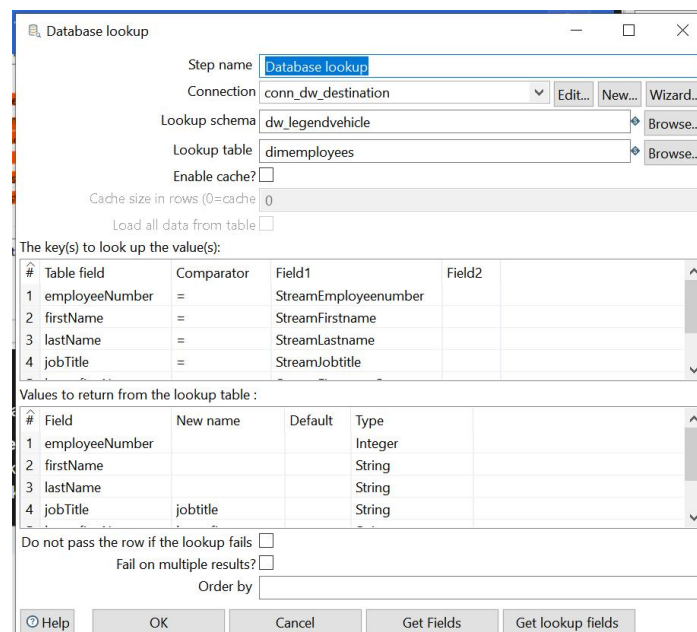 Database lookup
Step name Database lookup
Connection conn_dw_destination Edit... New... Wizard..
Lookup schema dw_legendvehicle Browse..
Lookup table dimemployees Browse..
Enable cache?
Cache size in rows (0=cache 0
Load all data from table
The key(s) to look up the value(s):
# Table field Comparator Field1 Field2
1 employeeNumber = StreamEmployeenumber
2 firstName = StreamFirstname
3 lastName = StreamLastname
4 jobTitle = StreamJobtitle
Values to return from the lookup table :
# Field New name Default Type
1 employeeNumber Integer
2 firstName String
3 lastName String
4 jobTitle jobtitle String
Do not pass the row if the lookup fails
Fail on multiple results?
Order by
Help OK Cancel Get Fields Get lookup fields